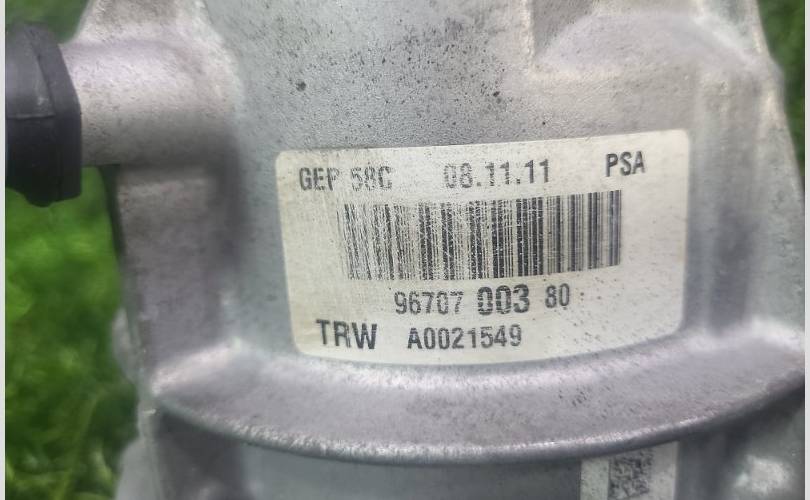 GEP 58C 08.11.11 PSA
96707 003 80
TRW A0021549